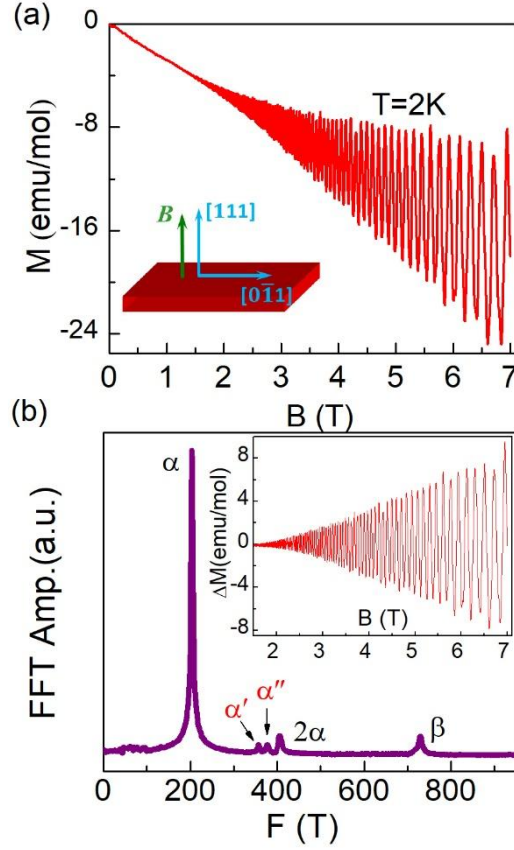 (a)
0
-8
-16
-24
M (emu/mol)
T=2K
B
[111]
[01̄1]
0 1 2 3 4 5 6 7
B (T)
(b)
FFT Amp.(a.u.)
α
α′
α″
2α
β
8
4
0
-4
-8
ΔM(emu/mol)
B (T)
2 3 4 5 6 7
0 200 400 600 800
F (T)